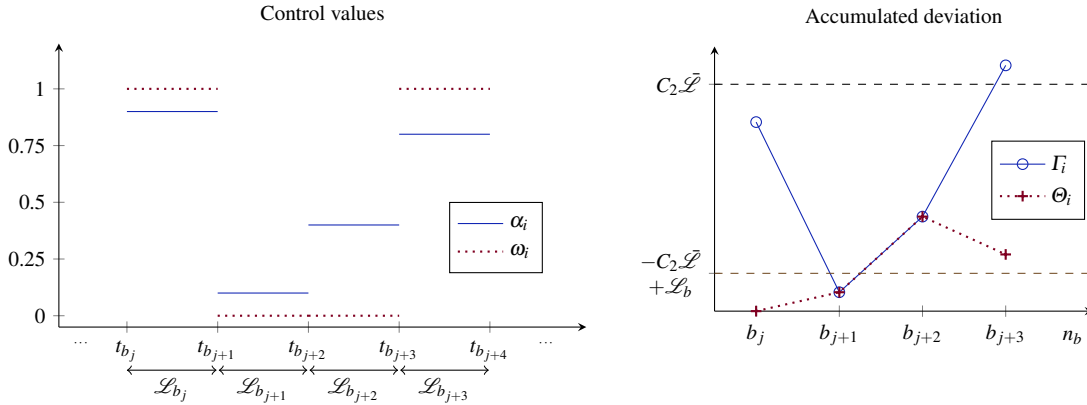 Control values
1
0.75
0.5
0.25
0
α_i
ω_i
... t_{b_j} t_{b_{j+1}} t_{b_{j+2}} t_{b_{j+3}} t_{b_{j+4}} ...
ℒ_{b_j} ℒ_{b_{j+1}} ℒ_{b_{j+2}} ℒ_{b_{j+3}}
Accumulated deviation
C_2 \bar{ℒ}
−C_2 \bar{ℒ}
+ℒ_b
Γ_i
Θ_i
b_j b_{j+1} b_{j+2} b_{j+3} n_b